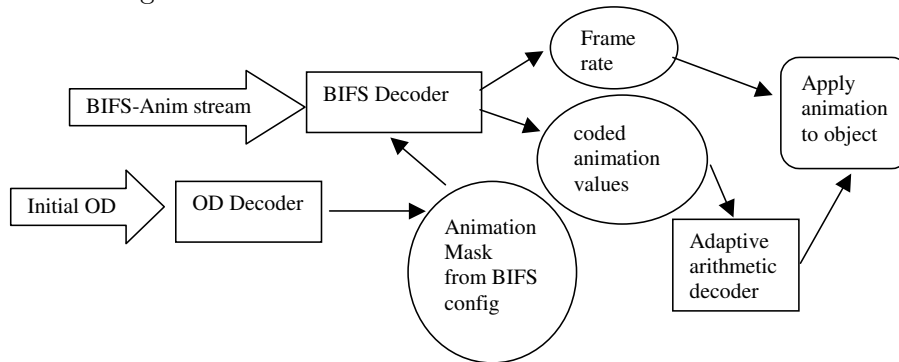 Frame
rate
BIFS-Anim stream
BIFS Decoder
Apply
animation
to object
coded
animation
values
Initial OD
OD Decoder
Animation
Mask
from BIFS
config
Adaptive
arithmetic
decoder